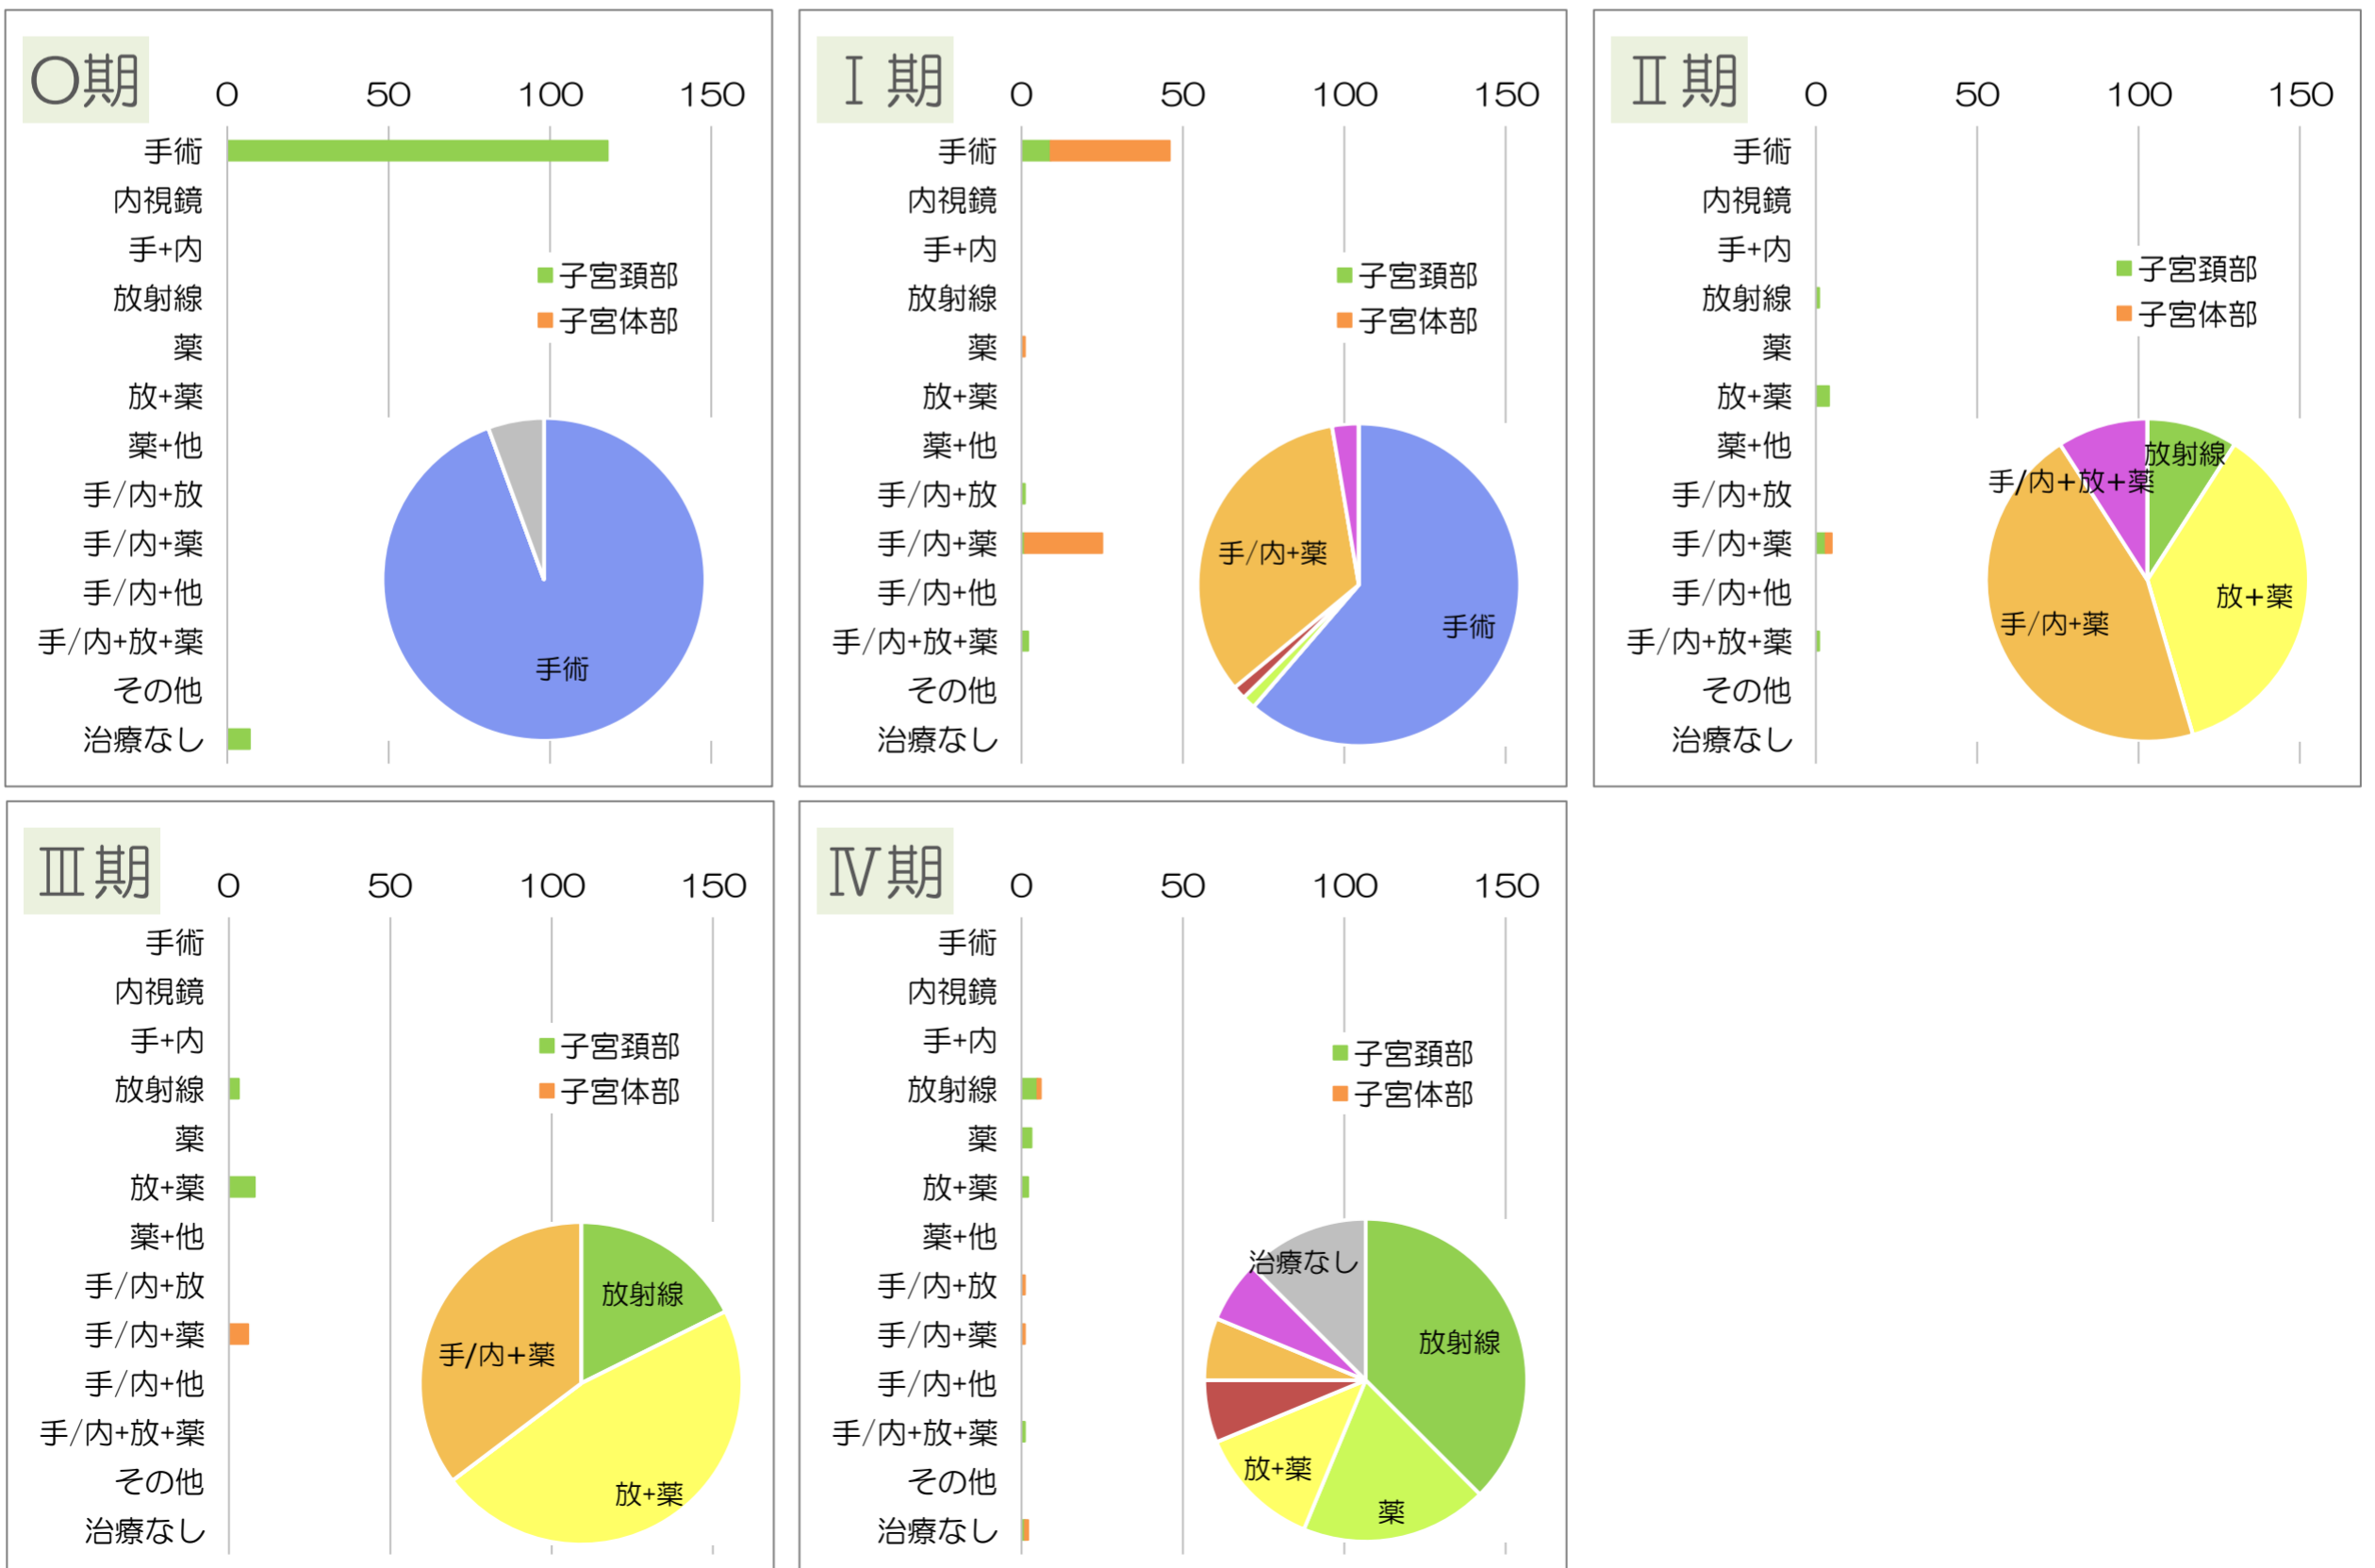 〇期
0 50 100 150
手術
内視鏡
手+内
放射線
薬
放+薬
薬+他
手/内+放
手/内+薬
手/内+他
手/内+放+薬
その他
治療なし
子宮頚部
子宮体部
手術
Ⅰ期
0 50 100 150
手術
内視鏡
手+内
放射線
薬
放+薬
薬+他
手/内+放
手/内+薬
手/内+他
手/内+放+薬
その他
治療なし
子宮頚部
子宮体部
手/内+薬
手術
Ⅱ期
0 50 100 150
手術
内視鏡
手+内
放射線
薬
放+薬
薬+他
手/内+放
手/内+薬
手/内+他
手/内+放+薬
その他
治療なし
子宮頚部
子宮体部
放射線
手/内+放+薬
放+薬
手/内+薬
Ⅲ期
0 50 100 150
手術
内視鏡
手+内
放射線
薬
放+薬
薬+他
手/内+放
手/内+薬
手/内+他
手/内+放+薬
その他
治療なし
子宮頚部
子宮体部
放射線
手/内+薬
放+薬
Ⅳ期
0 50 100 150
手術
内視鏡
手+内
放射線
薬
放+薬
薬+他
手/内+放
手/内+薬
手/内+他
手/内+放+薬
その他
治療なし
子宮頚部
子宮体部
治療なし
放射線
放+薬
薬